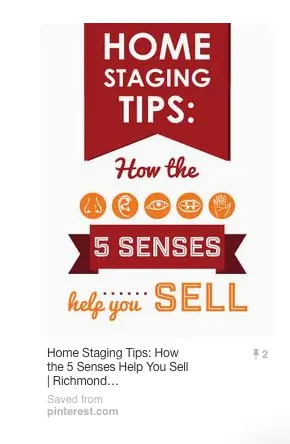 HOME
STAGING
TIPS:
How the
5 SENSES
help you SELL
Home Staging Tips: How
the 5 Senses Help You Sell
| Richmond...
2
Saved from
pinterest.com